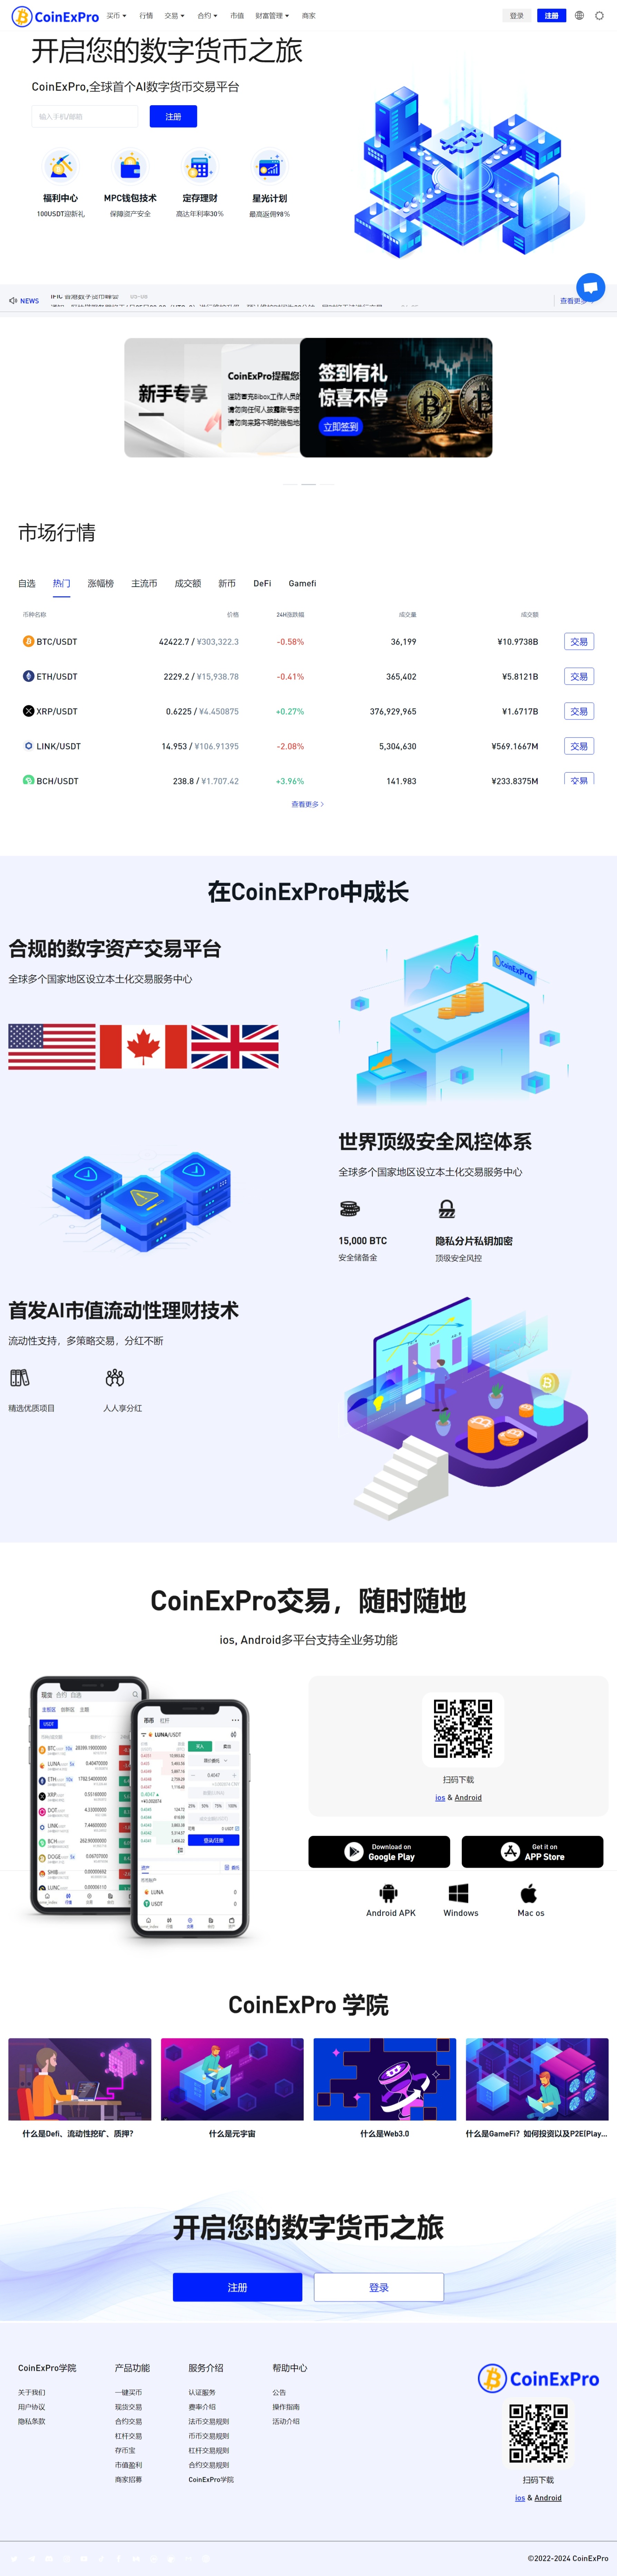 CoinExPro 买币 行情 交易 合约 市值 财富管理 商家 登录 注册
开启您的数字货币之旅
CoinExPro,全球首个AI数字货币交易平台
输入手机/邮箱 注册
福利中心 MPC钱包技术 定存理财 星光计划
100USDT迎新礼 保障资产安全 高达年利率30% 最高返佣98%
NEWS 查看更多
新手专享
CoinExPro提醒您
谨防冒充Bibox工作人员的
请勿向任何人披露账号密
请勿向来路不明的钱包地
签到有礼
惊喜不停
立即签到
市场行情
自选 热门 涨幅榜 主流币 成交额 新币 DeFi Gamefi
币种名称 价格 24H涨跌幅 成交量 成交额
BTC/USDT 42422.7 / ¥303,322.3 -0.58% 36,199 ¥10.9738B 交易
ETH/USDT 2229.2 / ¥15,938.78 -0.41% 365,402 ¥5.8121B 交易
XRP/USDT 0.6225 / ¥4.450875 +0.27% 376,929,965 ¥1.6717B 交易
LINK/USDT 14.953 / ¥106.91395 -2.08% 5,304,630 ¥569.1667M 交易
BCH/USDT 238.8 / ¥1,707.42 +3.96% 141,983 ¥233.8375M 交易
查看更多 >
在CoinExPro中成长
合规的数字资产交易平台
全球多个国家地区设立本土化交易服务中心
CoinExPro
世界顶级安全风控体系
全球多个国家地区设立本土化交易服务中心
15,000 BTC 隐私分片私钥加密
安全储备金 顶级安全风控
首发AI市值流动性理财技术
流动性支持，多策略交易，分红不断
精选优质项目 人人享分红
CoinExPro交易，随时随地
ios, Android多平台支持全业务功能
扫码下载
ios & Android
Download on
Google Play
Get it on
APP Store
Android APK Windows Mac os
CoinExPro 学院
什么是Defi、流动性挖矿、质押？ 什么是元宇宙 什么是Web3.0 什么是GameFi？如何投资以及P2E(Play...
开启您的数字货币之旅
注册 登录
CoinExPro学院 产品功能 服务介绍 帮助中心 CoinExPro
关于我们 一键买币 认证服务 公告
用户协议 现货交易 费率介绍 操作指南
隐私条款 合约交易 法币交易规则 活动介绍
杠杆交易 币币交易规则
存币宝 杠杆交易规则
市值盈利 合约交易规则
商家招募 CoinExPro学院
扫码下载
ios & Android
©2022-2024 CoinExPro